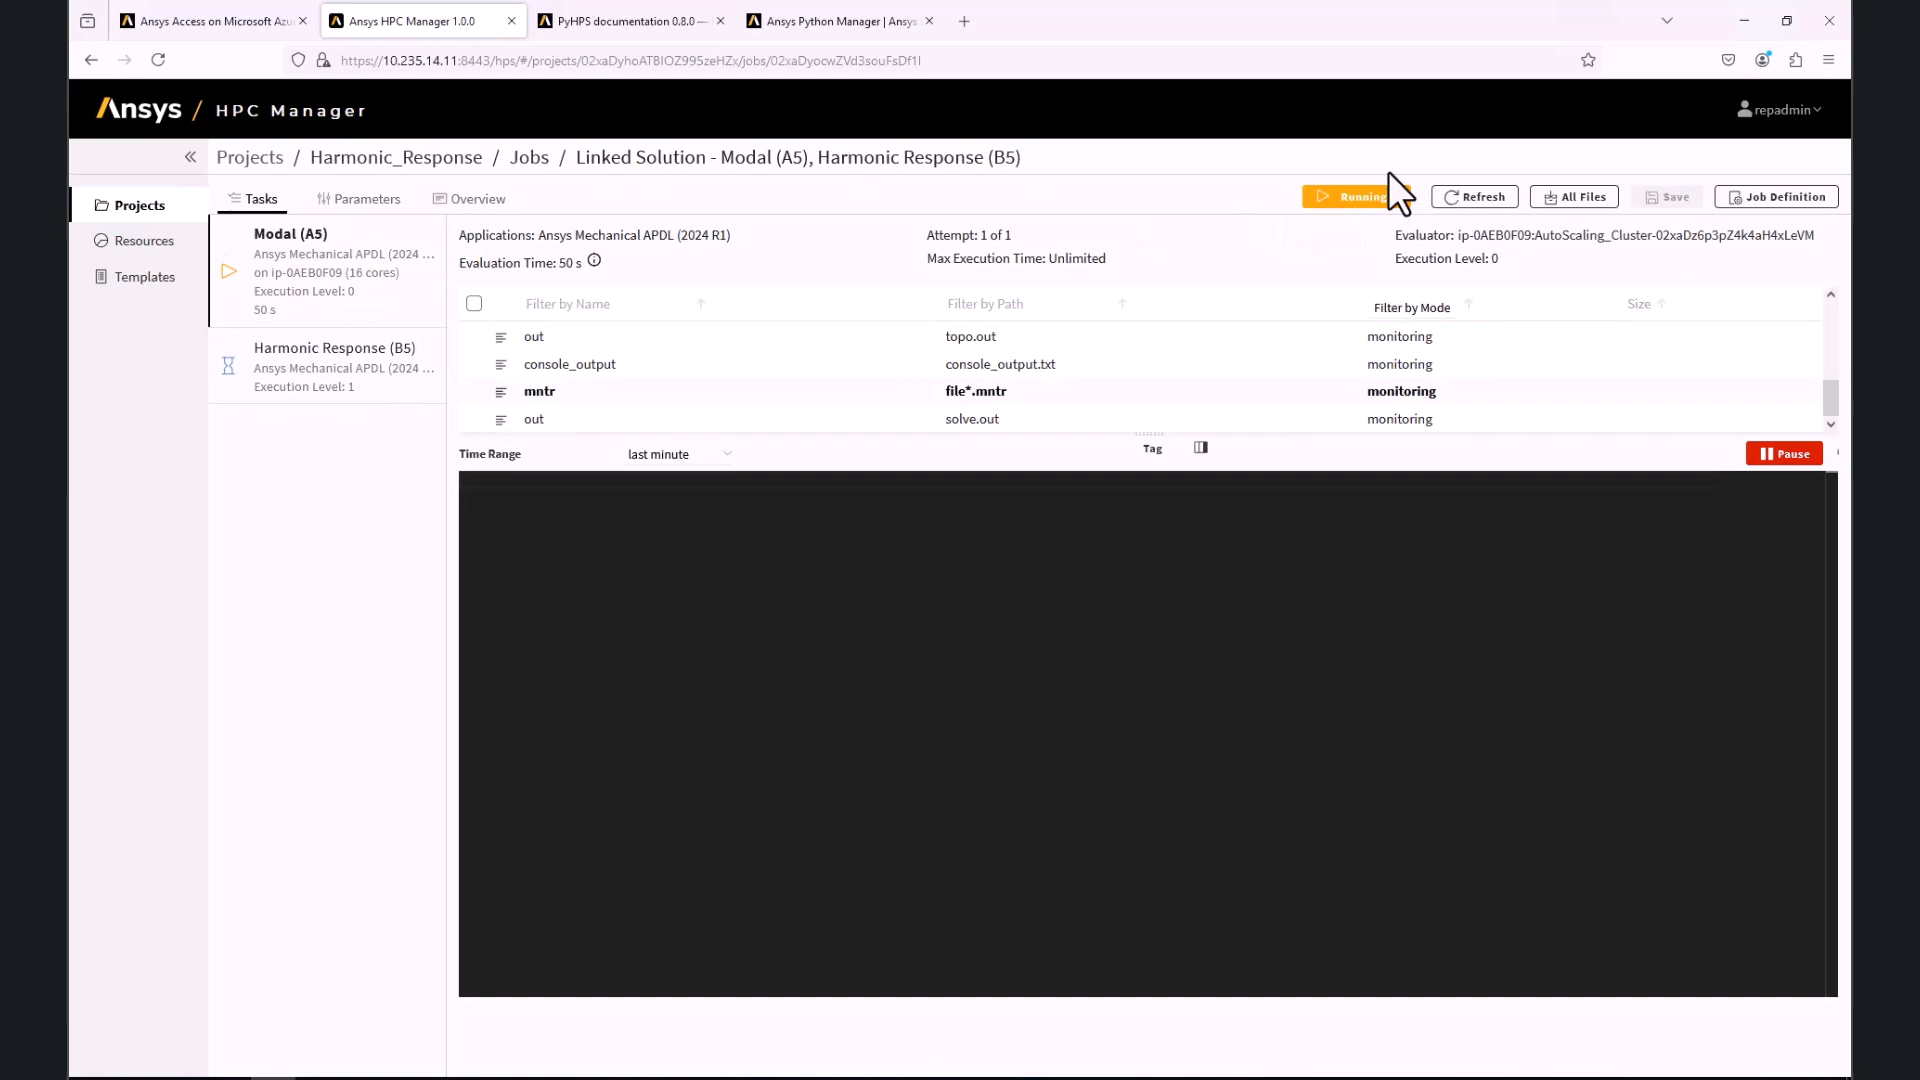 Ansys Access on Microsoft Azu
Ansys HPC Manager 1.0.0
PyHPS documentation 0.8.0 —
Ansys Python Manager | Ansys
https://10.235.14.11:8443/hps/#/projects/02xaDyhoATBIOZ995zeHZx/jobs/02xaDyocwZVd3souFsDf1I
Ansys / HPC Manager
repadmin
Projects / Harmonic_Response / Jobs / Linked Solution - Modal (A5), Harmonic Response (B5)
Projects
Resources
Templates
Tasks
Parameters
Overview
Running
Refresh
All Files
Save
Job Definition
Modal (A5)
Ansys Mechanical APDL (2024 ...
on ip-0AEB0F09 (16 cores)
Execution Level: 0
50 s
Harmonic Response (B5)
Ansys Mechanical APDL (2024 ...
Execution Level: 1
Applications: Ansys Mechanical APDL (2024 R1)
Attempt: 1 of 1
Evaluator: ip-0AEB0F09:AutoScaling_Cluster-02xaDz6p3pZ4k4aH4xLeVM
Evaluation Time: 50 s
Max Execution Time: Unlimited
Execution Level: 0
Filter by Name
Filter by Path
Filter by Mode
Size
out topo.out monitoring
console_output console_output.txt monitoring
mntr file*.mntr monitoring
out solve.out monitoring
Time Range
last minute
Tag
Pause